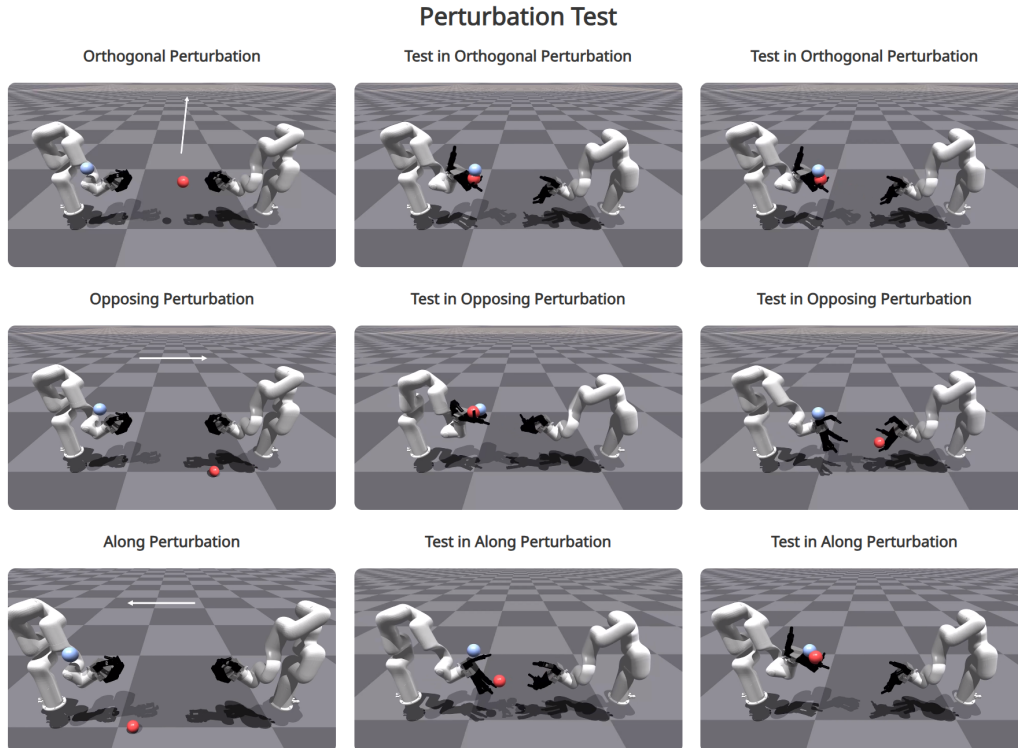 Perturbation Test
Orthogonal Perturbation
Test in Orthogonal Perturbation
Test in Orthogonal Perturbation
Opposing Perturbation
Test in Opposing Perturbation
Test in Opposing Perturbation
Along Perturbation
Test in Along Perturbation
Test in Along Perturbation